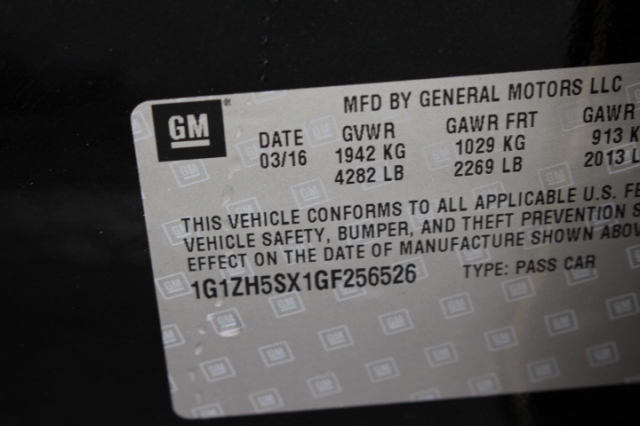 GM
MFD BY GENERAL MOTORS LLC
DATE GVWR GAWR FRT GAWR
03/16 1942 KG 1029 KG 913 K
4282 LB 2269 LB 2013 L
THIS VEHICLE CONFORMS TO ALL APPLICABLE U.S. FE
VEHICLE SAFETY, BUMPER, AND THEFT PREVENTION S
EFFECT ON THE DATE OF MANUFACTURE SHOWN ABOV
1G1ZH5SX1GF256526 TYPE: PASS CAR